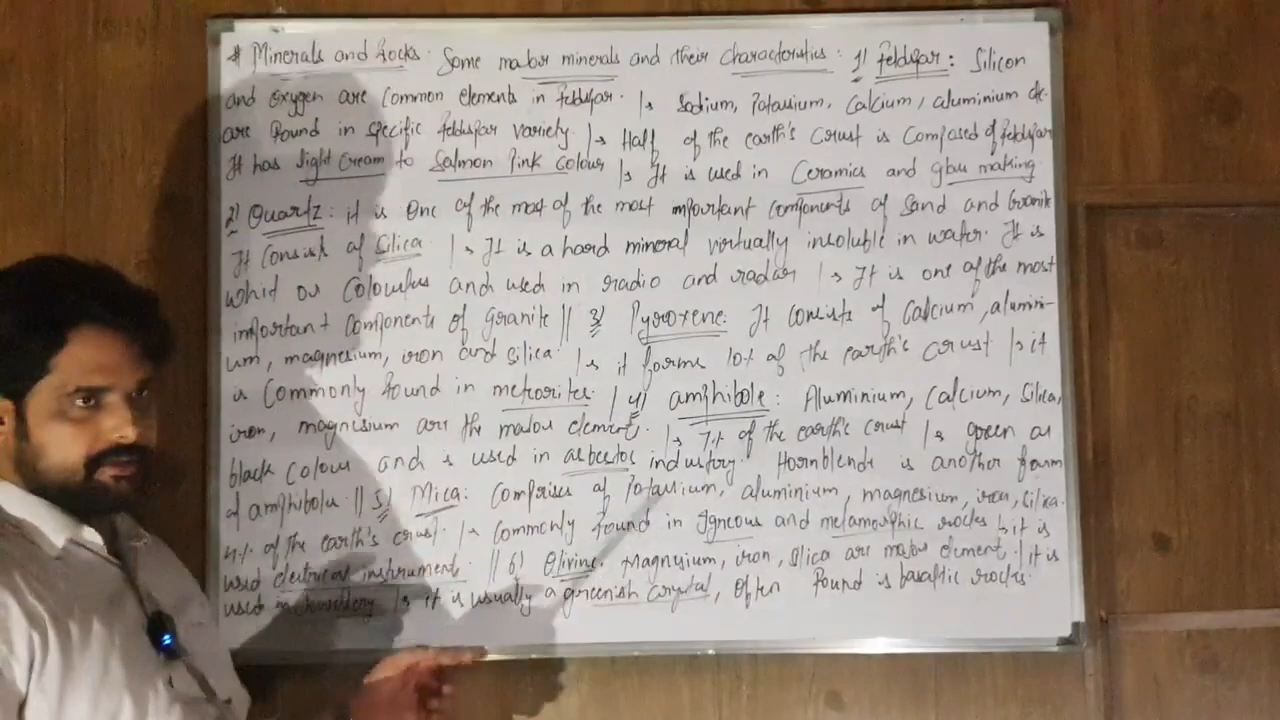 # Minerals and Rocks. Some major minerals and their characteristics: 1) Feldspar: Silicon
and oxygen are common elements in feldspar. |→ Sodium, Potassium, Calcium, aluminium etc.
are found in specific feldspar variety. |→ Half of the earth's crust is composed of feldspar
It has light cream to Salmon Pink colour |→ It is used in Ceramics and glass making
2) Quartz: it is one of the most of the most important components of Sand and Granite
It consists of Silica. |→ It is a hard mineral virtually insoluble in water. It is
whit or colourless and used in radio and radar |→ It is one of the most
important components of granite || 3) Pyroxene: It consists of Calcium, alumini-
um, magnesium, iron and silica. |→ it forms 10% of the earth's crust |→ it
is commonly found in meteorites. | 4) amphibole: Aluminium, Calcium, Silica,
iron, magnesium are the major element. |→ 7% of the earth's crust |→ green or
black colour and is used in asbestos industry. Hornblende is another form
of amphiboles || 5) Mica: Comprises of Potassium, aluminium, magnesium, iron, silica.
4% of the earth's crust. |→ commonly found in Igneous and metamorphic rocks |→ it is
used electrical instrument. || 6) Olivine. Magnesium, iron, silica are major element. | it is
used in jewellery |→ it is usually a greenish crystal, often found is basaltic rocks.